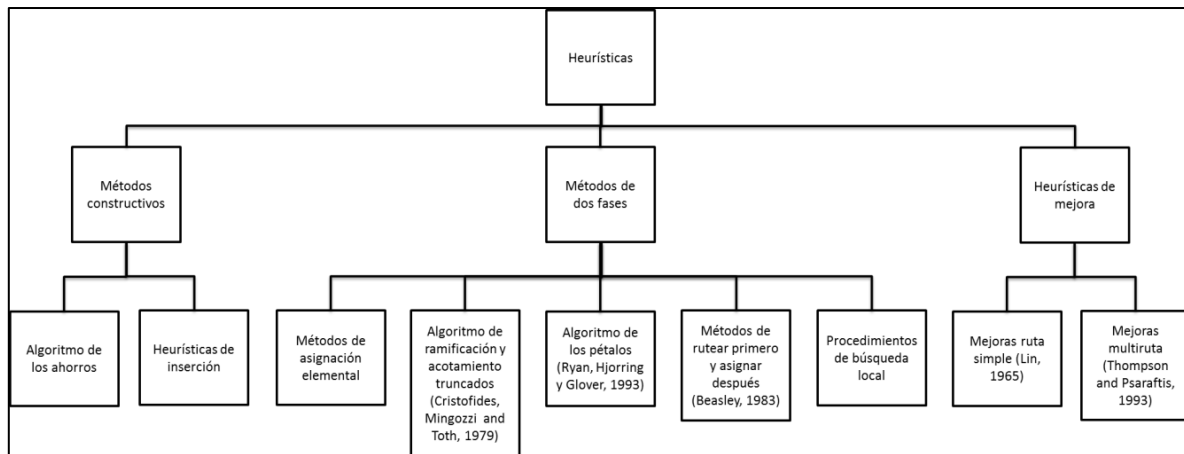 Heurísticas
Métodos
constructivos
Métodos de
dos fases
Heurísticas de
mejora
Algoritmo de
los ahorros
Heurísticas de
inserción
Métodos de
asignación
elemental
Algoritmo de
ramificación y
acotamiento
truncados
(Cristofides,
Mingozzi and
Toth, 1979)
Algoritmo de
los pétalos
(Ryan, Hjorring
y Glover, 1993)
Métodos de
rutear primero
y asignar
después
(Beasley, 1983)
Procedimientos
de búsqueda
local
Mejoras ruta
simple (Lin,
1965)
Mejoras
multiruta
(Thompson
and Psaraftis,
1993)